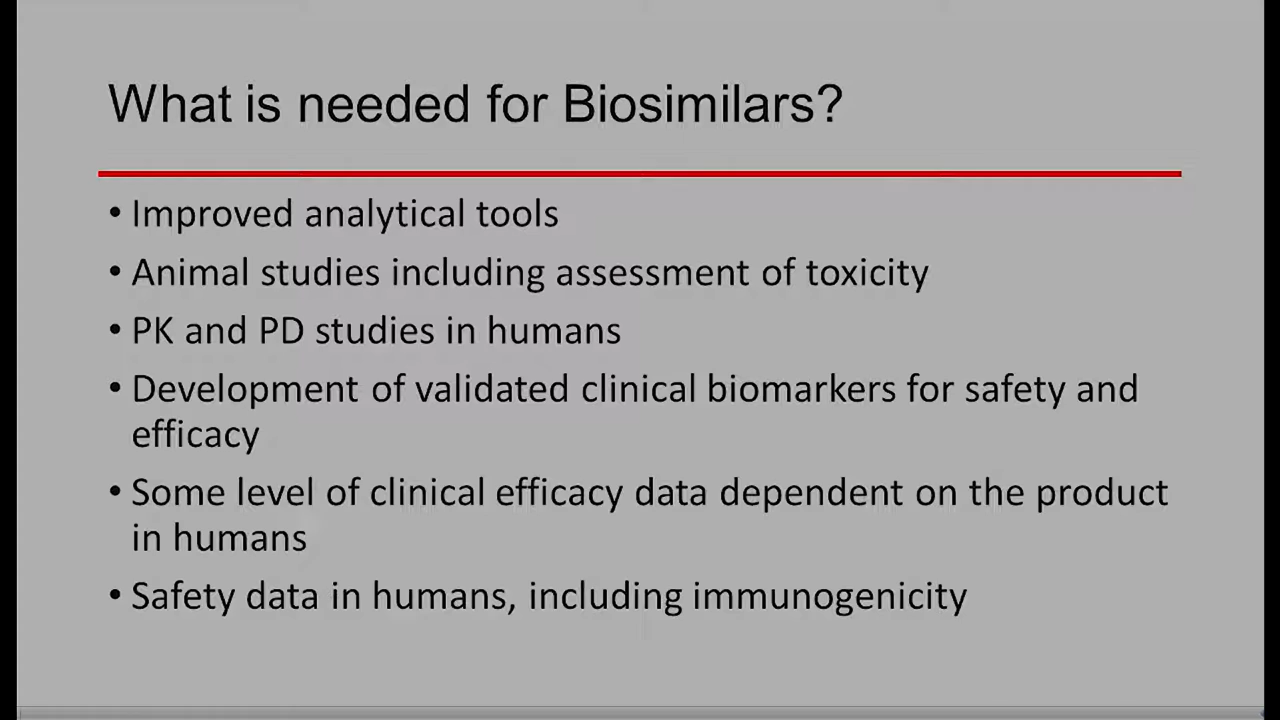 What is needed for Biosimilars?
• Improved analytical tools
• Animal studies including assessment of toxicity
• PK and PD studies in humans
• Development of validated clinical biomarkers for safety and
efficacy
• Some level of clinical efficacy data dependent on the product
in humans
• Safety data in humans, including immunogenicity